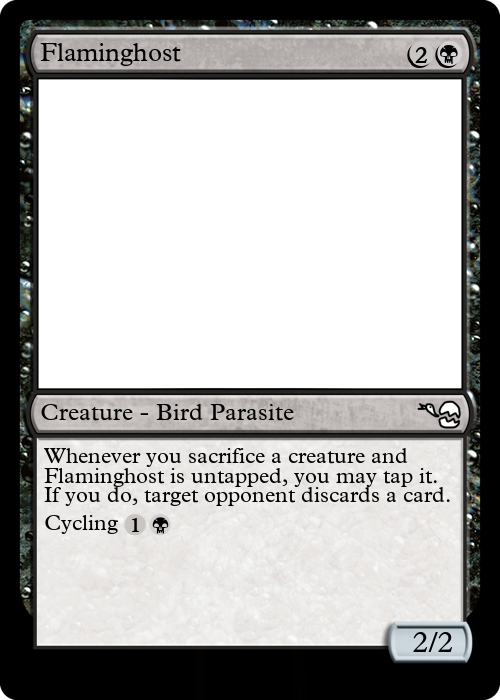 Flaminghost 2
Creature - Bird Parasite
Whenever you sacrifice a creature and
Flaminghost is untapped, you may tap it.
If you do, target opponent discards a card.
Cycling 1
2/2